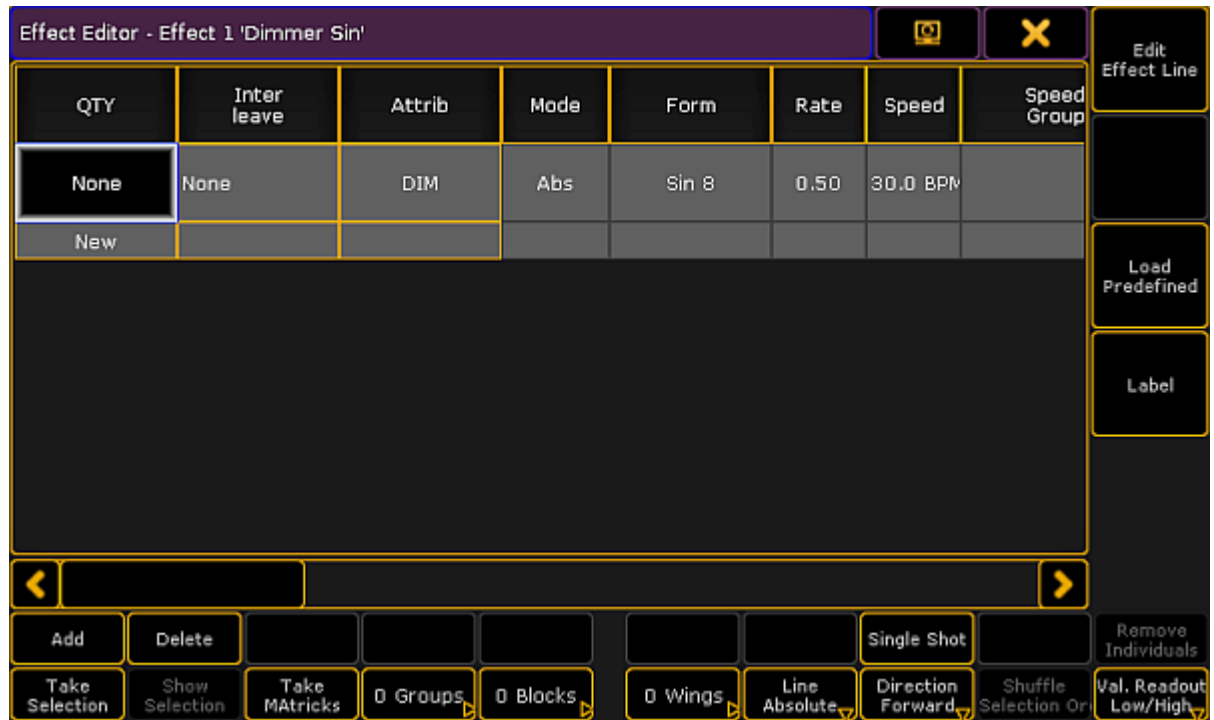 Effect Editor - Effect 1 'Dimmer Sin'
Edit
Effect Line
QTY
Inter
leave
Attrib
Mode
Form
Rate
Speed
Speed
Group
None
None
DIM
Abs
Sin 8
0.50
30.0 BPM
New
Load
Predefined
Label
Add
Delete
Single Shot
Remove
Individuals
Take
Selection
Show
Selection
Take
MAtricks
0 Groups
0 Blocks
0 Wings
Line
Absolute
Direction
Forward
Shuffle
Selection Or
Val. Readout
Low/High